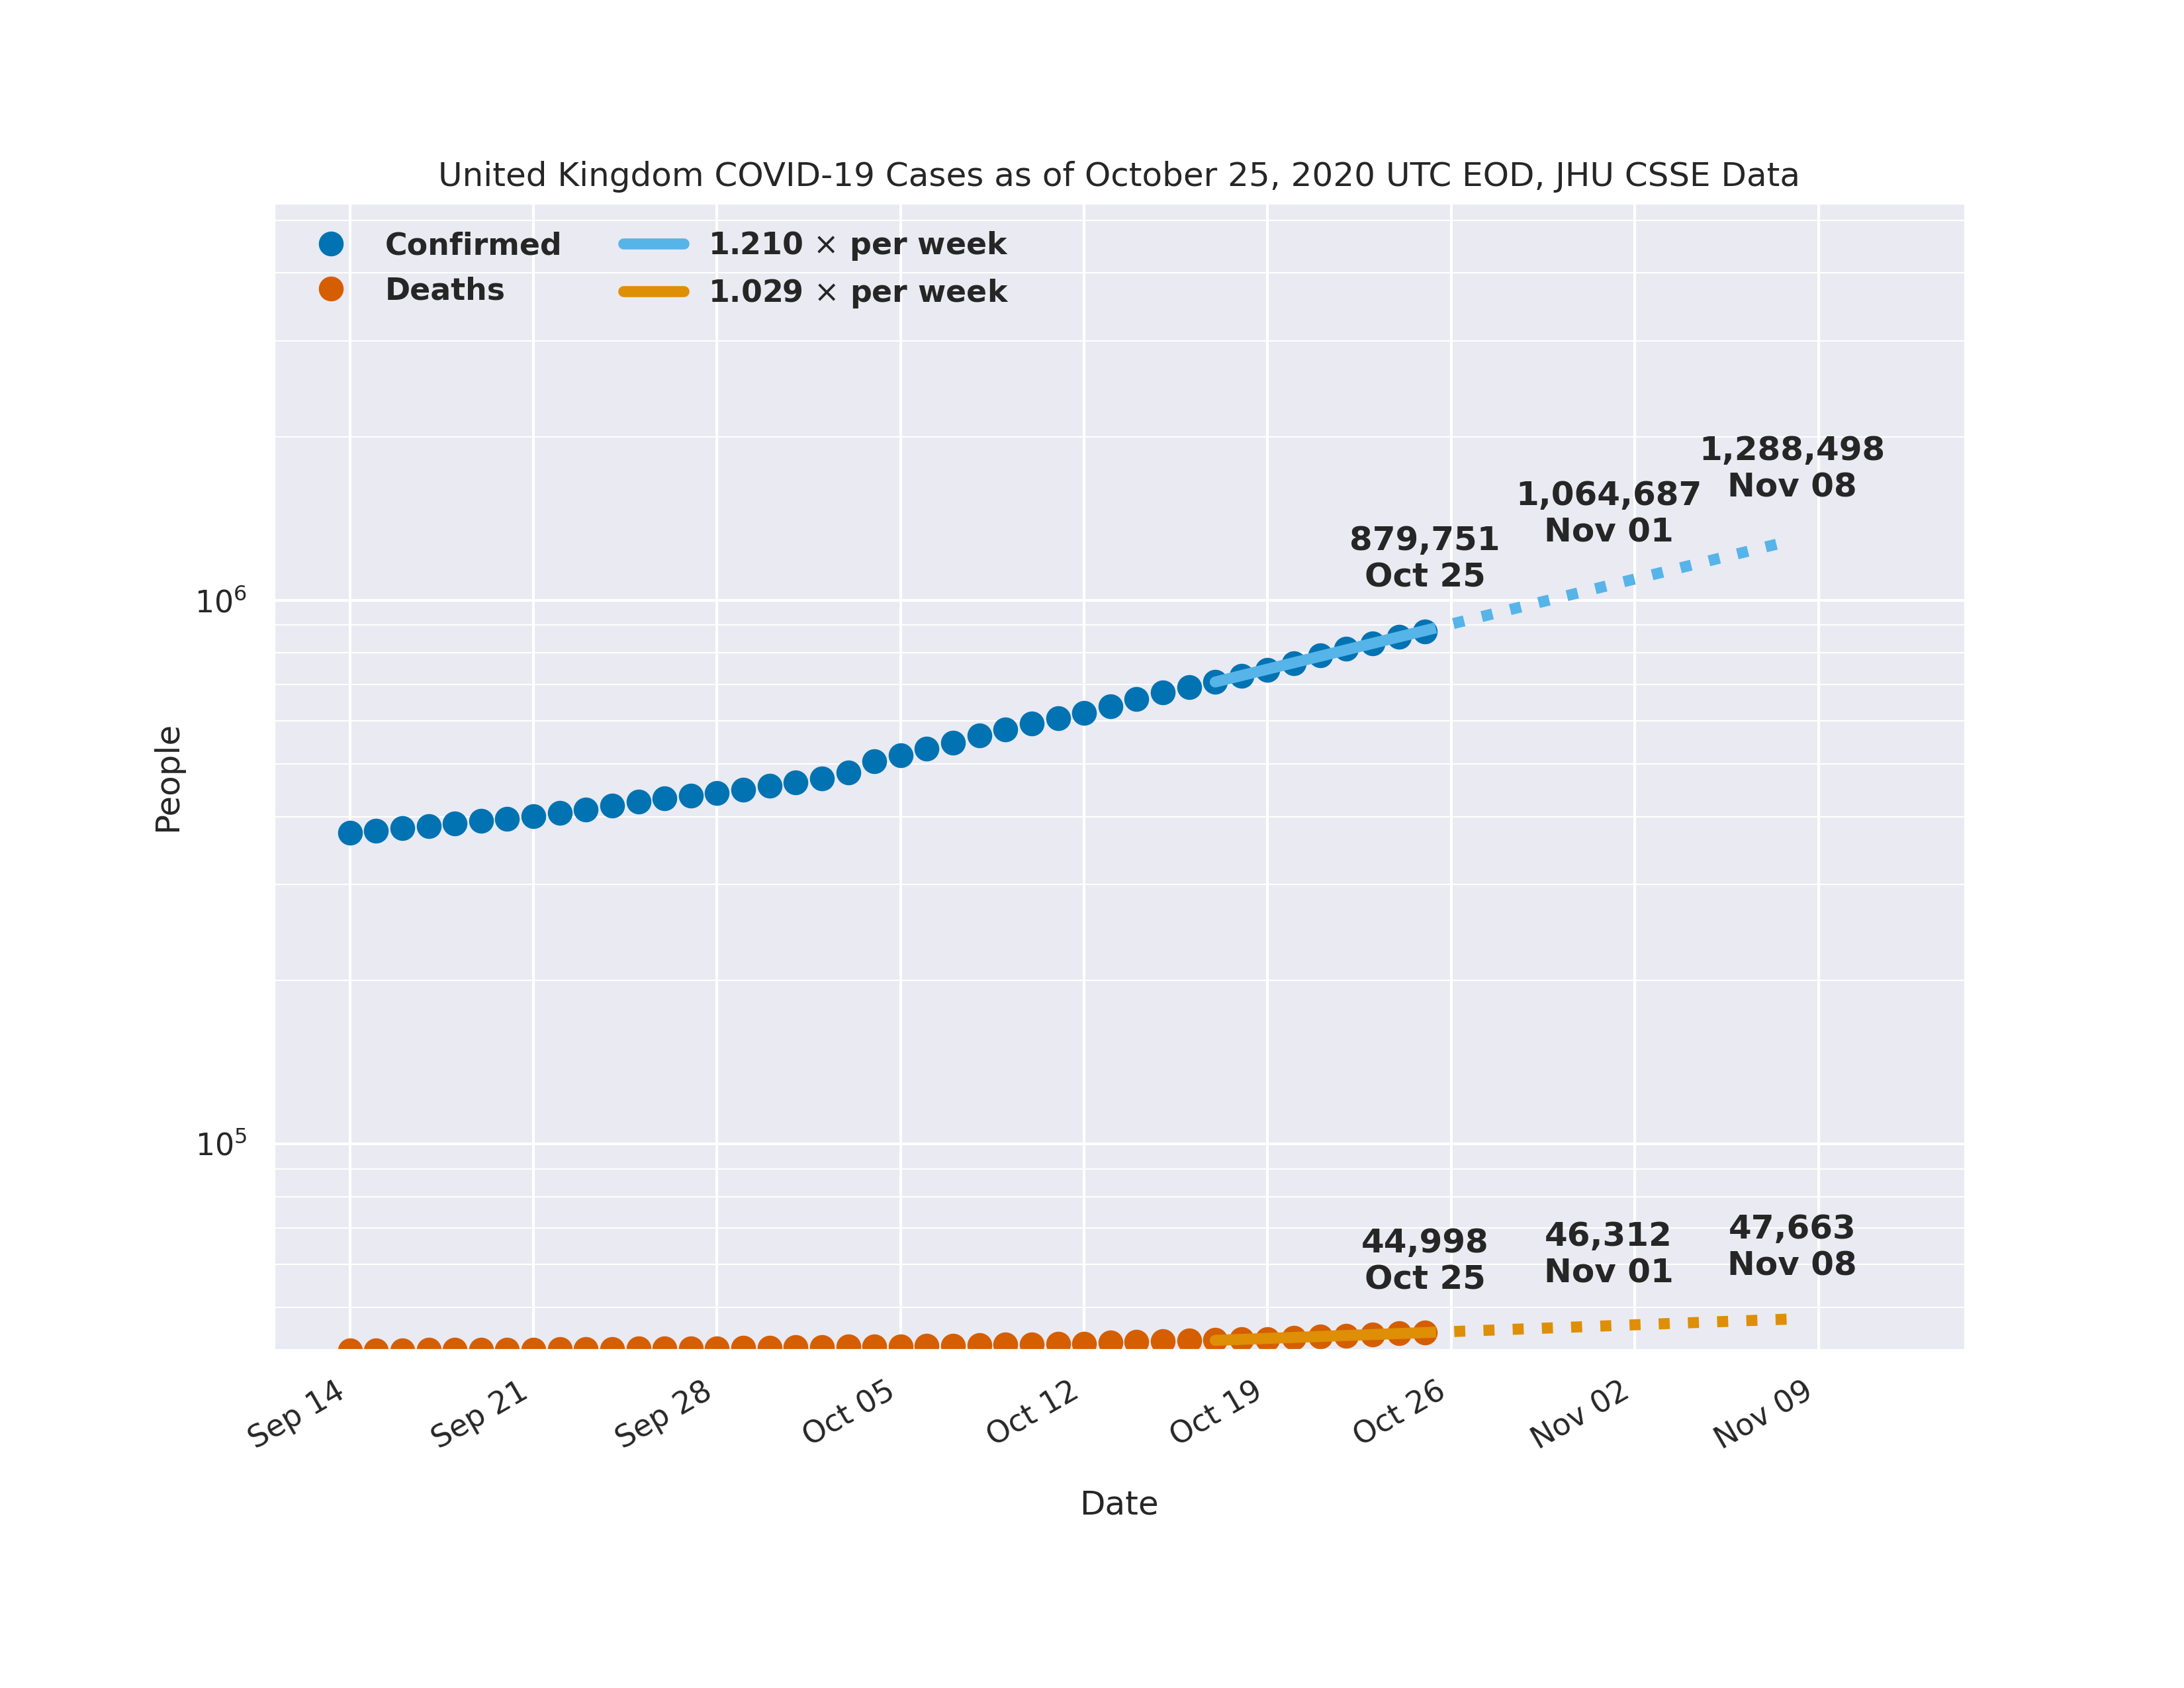 United Kingdom COVID-19 Cases as of October 25, 2020 UTC EOD, JHU CSSE Data
Confirmed
Deaths
1.210 × per week
1.029 × per week
1,288,498
Nov 08
1,064,687
Nov 01
879,751
Oct 25
10⁶
People
10⁵
44,998
Oct 25
46,312
Nov 01
47,663
Nov 08
Sep 14
Sep 21
Sep 28
Oct 05
Oct 12
Oct 19
Oct 26
Nov 02
Nov 09
Date